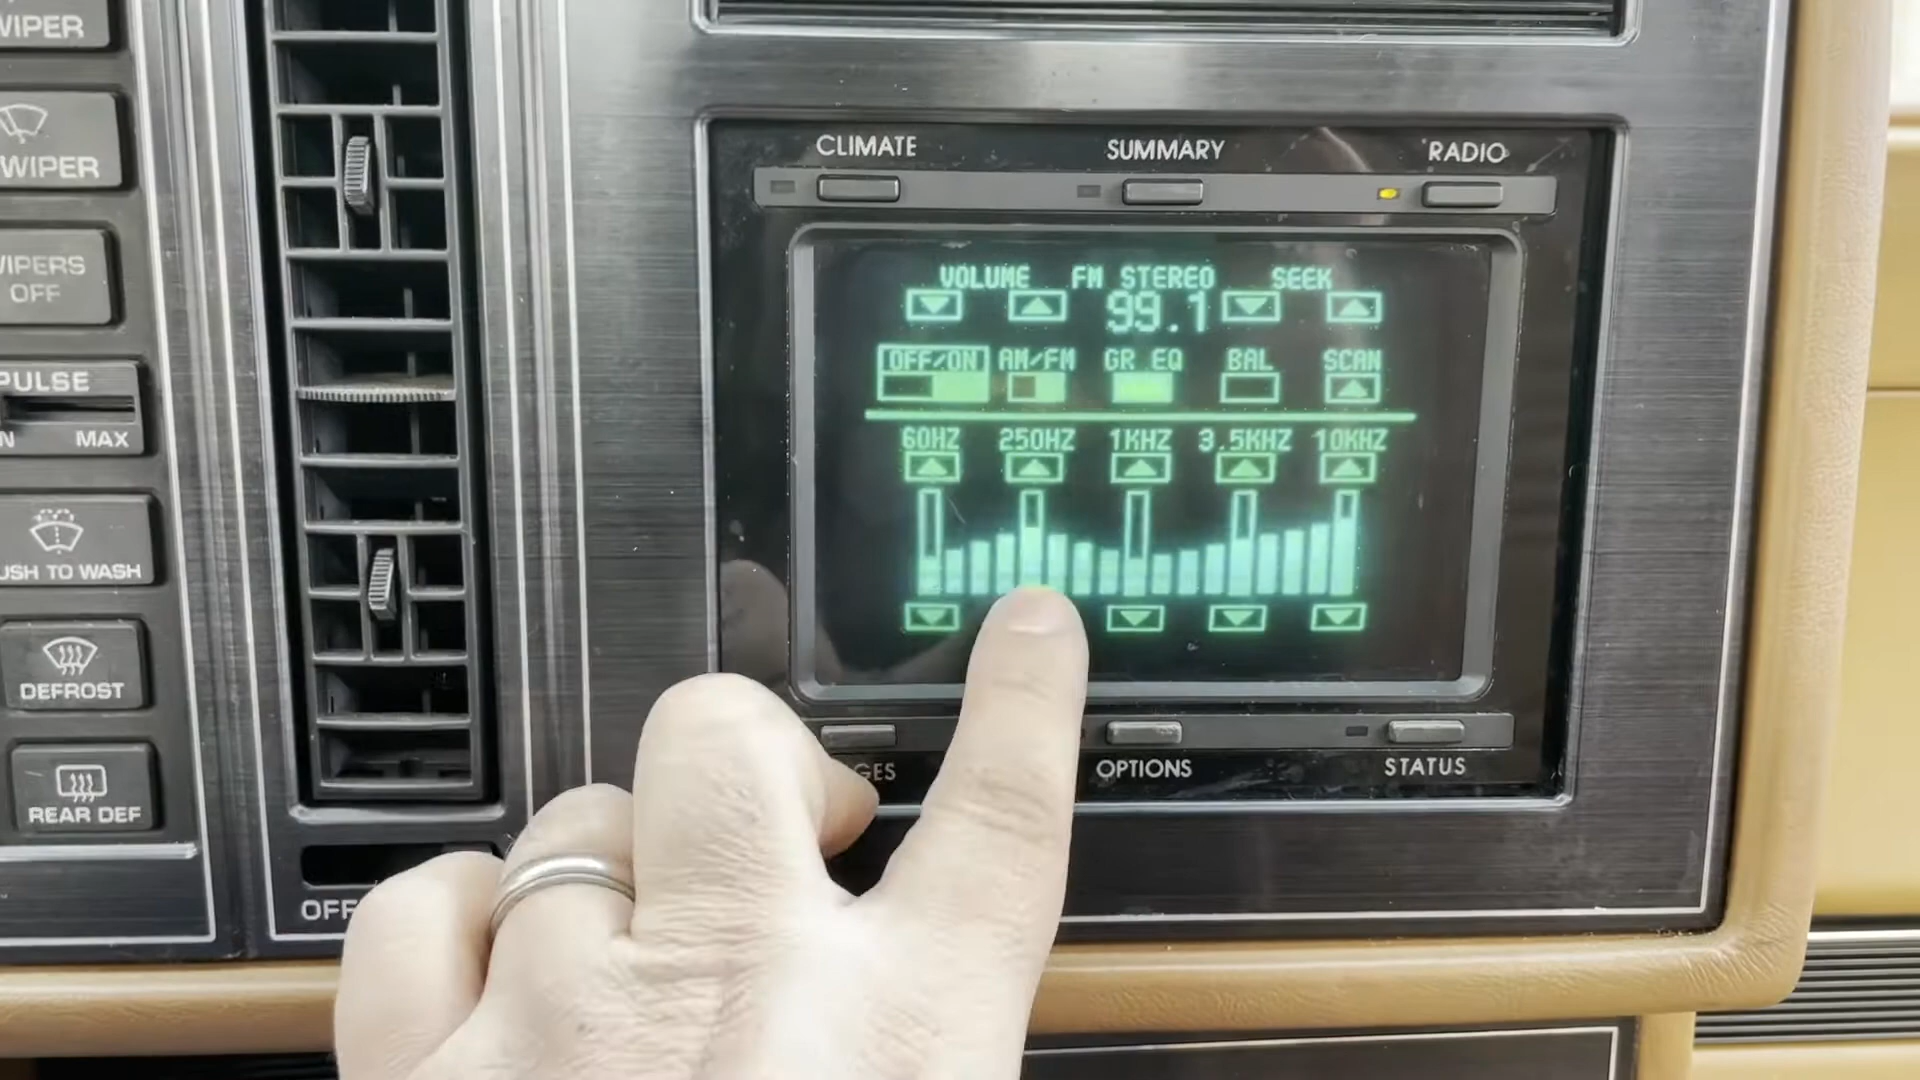 WIPER
WIPER
WIPERS
OFF
PULSE
MAX
PUSH TO WASH
DEFROST
REAR DEF
OFF
CLIMATE
SUMMARY
RADIO
VOLUME
FM STEREO
SEEK
99.1
OFF/ON
AM/FM
GR EQ
BAL
SCAN
60HZ
250HZ
1KHZ
3.5KHZ
10KHZ
GES
OPTIONS
STATUS